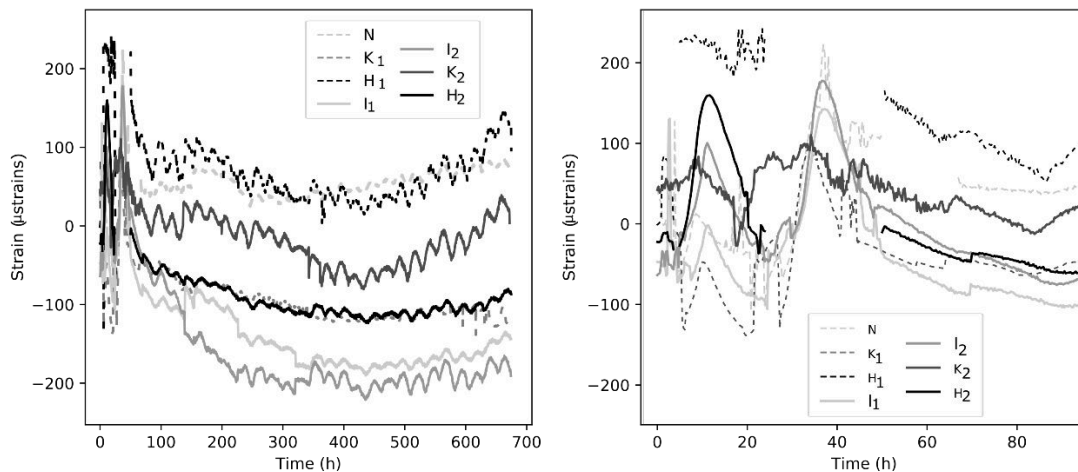 200
100
0
−100
−200
Strain (μstrains)
0 100 200 300 400 500 600 700
Time (h)
N
K1
H1
I1
I2
K2
H2
200
100
0
−100
−200
Strain (μstrains)
0 20 40 60 80
Time (h)
N
K1
H1
I1
I2
K2
H2